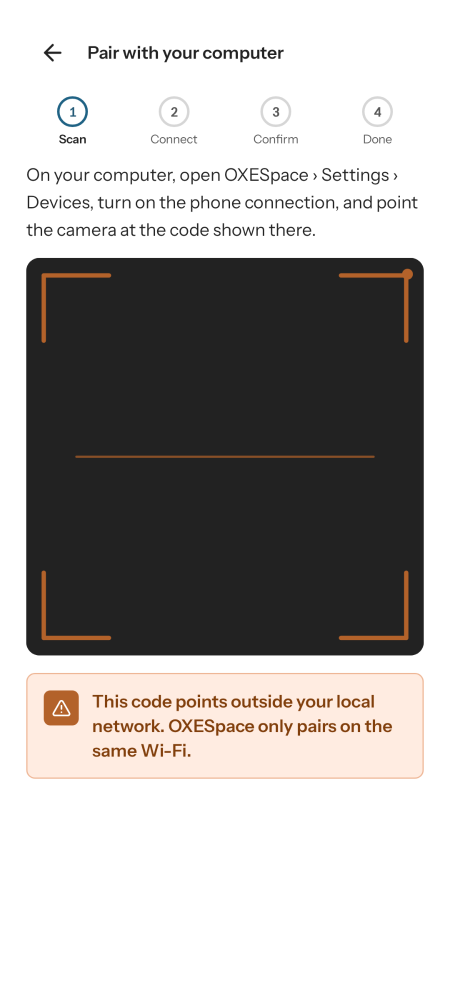 Pair with your computer
1 2 3 4
Scan Connect Confirm Done
On your computer, open OXESpace › Settings ›
Devices, turn on the phone connection, and point
the camera at the code shown there.
This code points outside your local
network. OXESpace only pairs on the
same Wi-Fi.